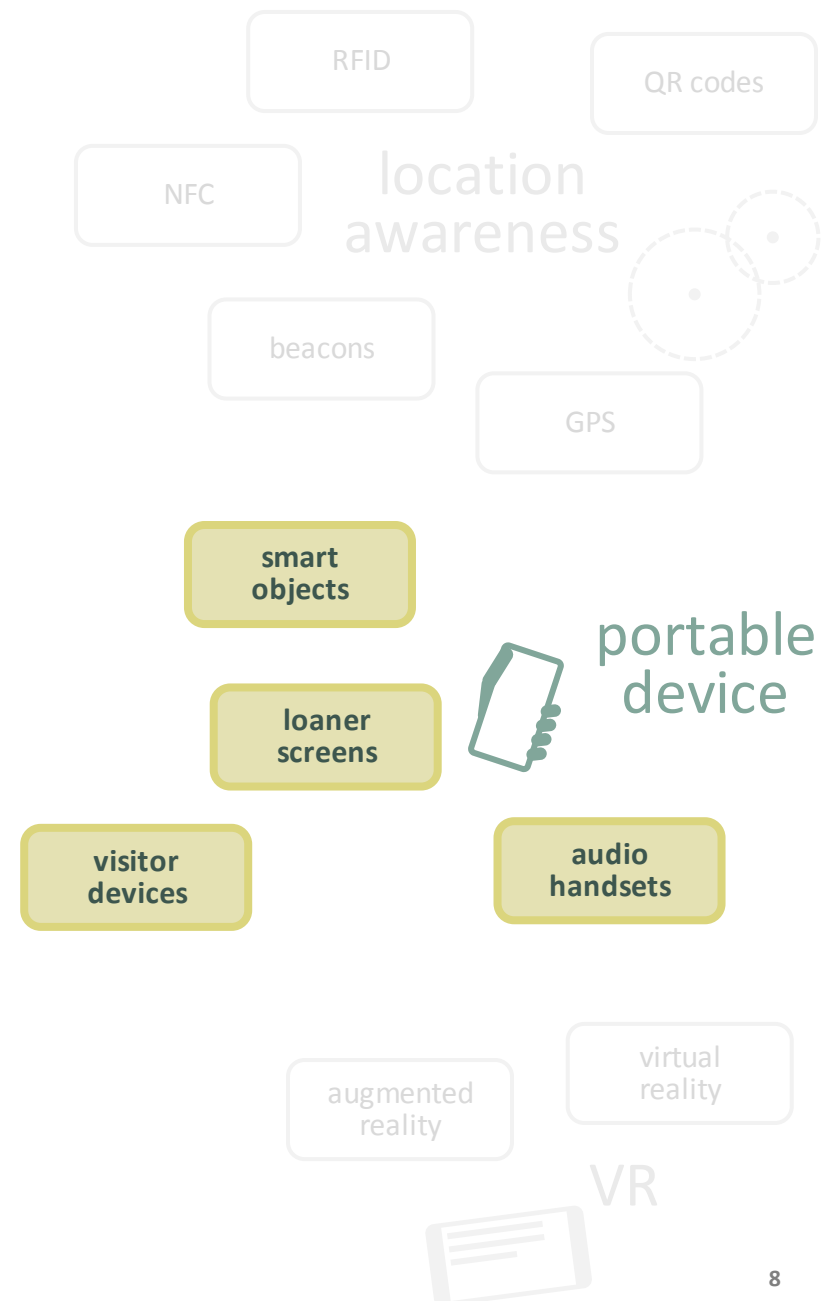 RFID
QR codes
NFC
location
awareness
beacons
GPS
smart
objects
portable
device
loaner
screens
visitor
devices
audio
handsets
virtual
reality
augmented
reality
VR
8